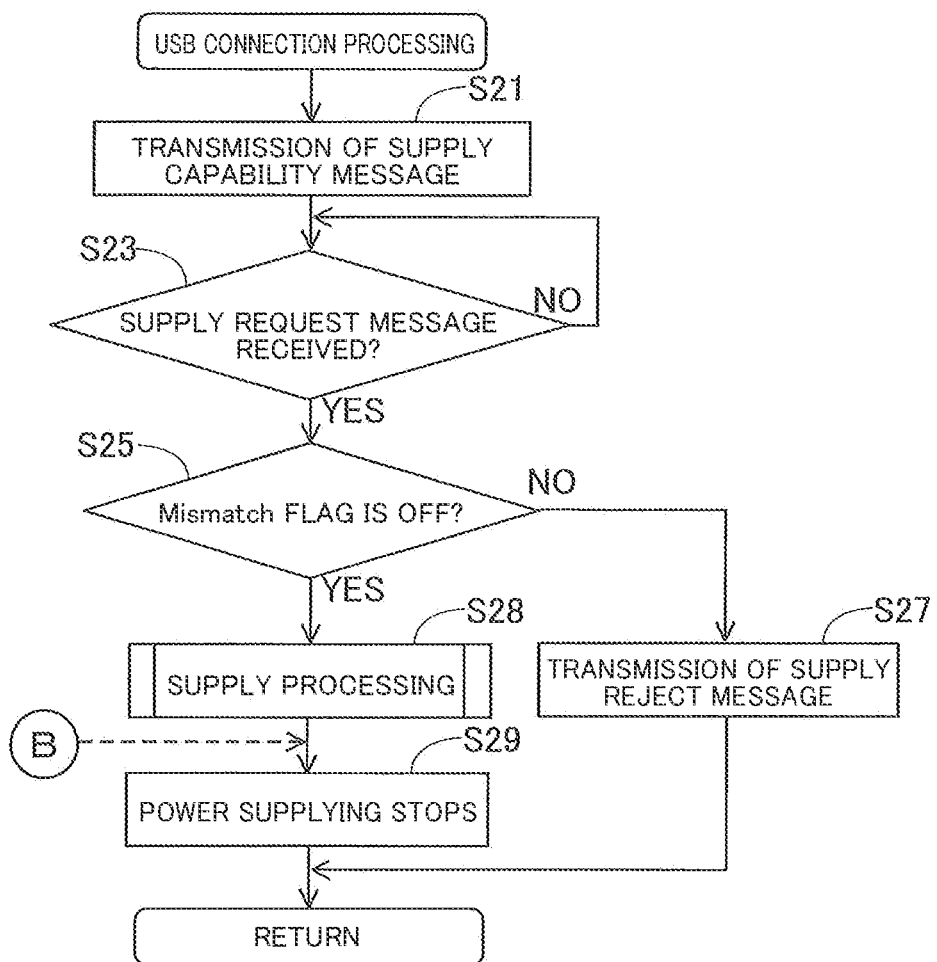 USB CONNECTION PROCESSING
S21
TRANSMISSION OF SUPPLY
CAPABILITY MESSAGE
S23
NO
SUPPLY REQUEST MESSAGE
RECEIVED?
YES
S25
NO
Mismatch FLAG IS OFF?
YES
S28
S27
SUPPLY PROCESSING
TRANSMISSION OF SUPPLY
REJECT MESSAGE
B
S29
POWER SUPPLYING STOPS
RETURN